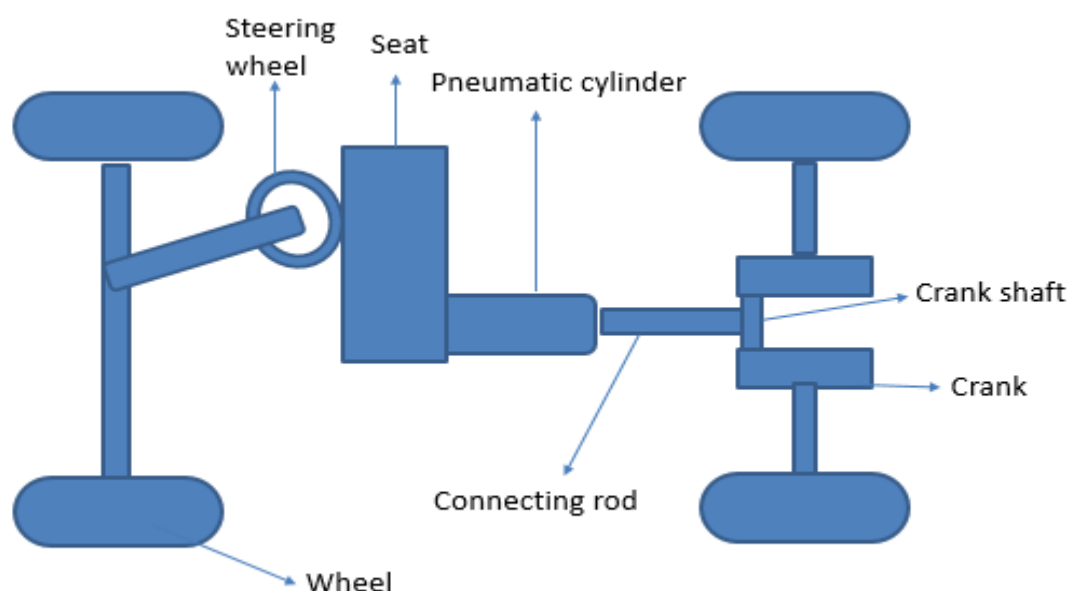 Steering
wheel
Seat
Pneumatic cylinder
Crank shaft
Crank
Connecting rod
Wheel